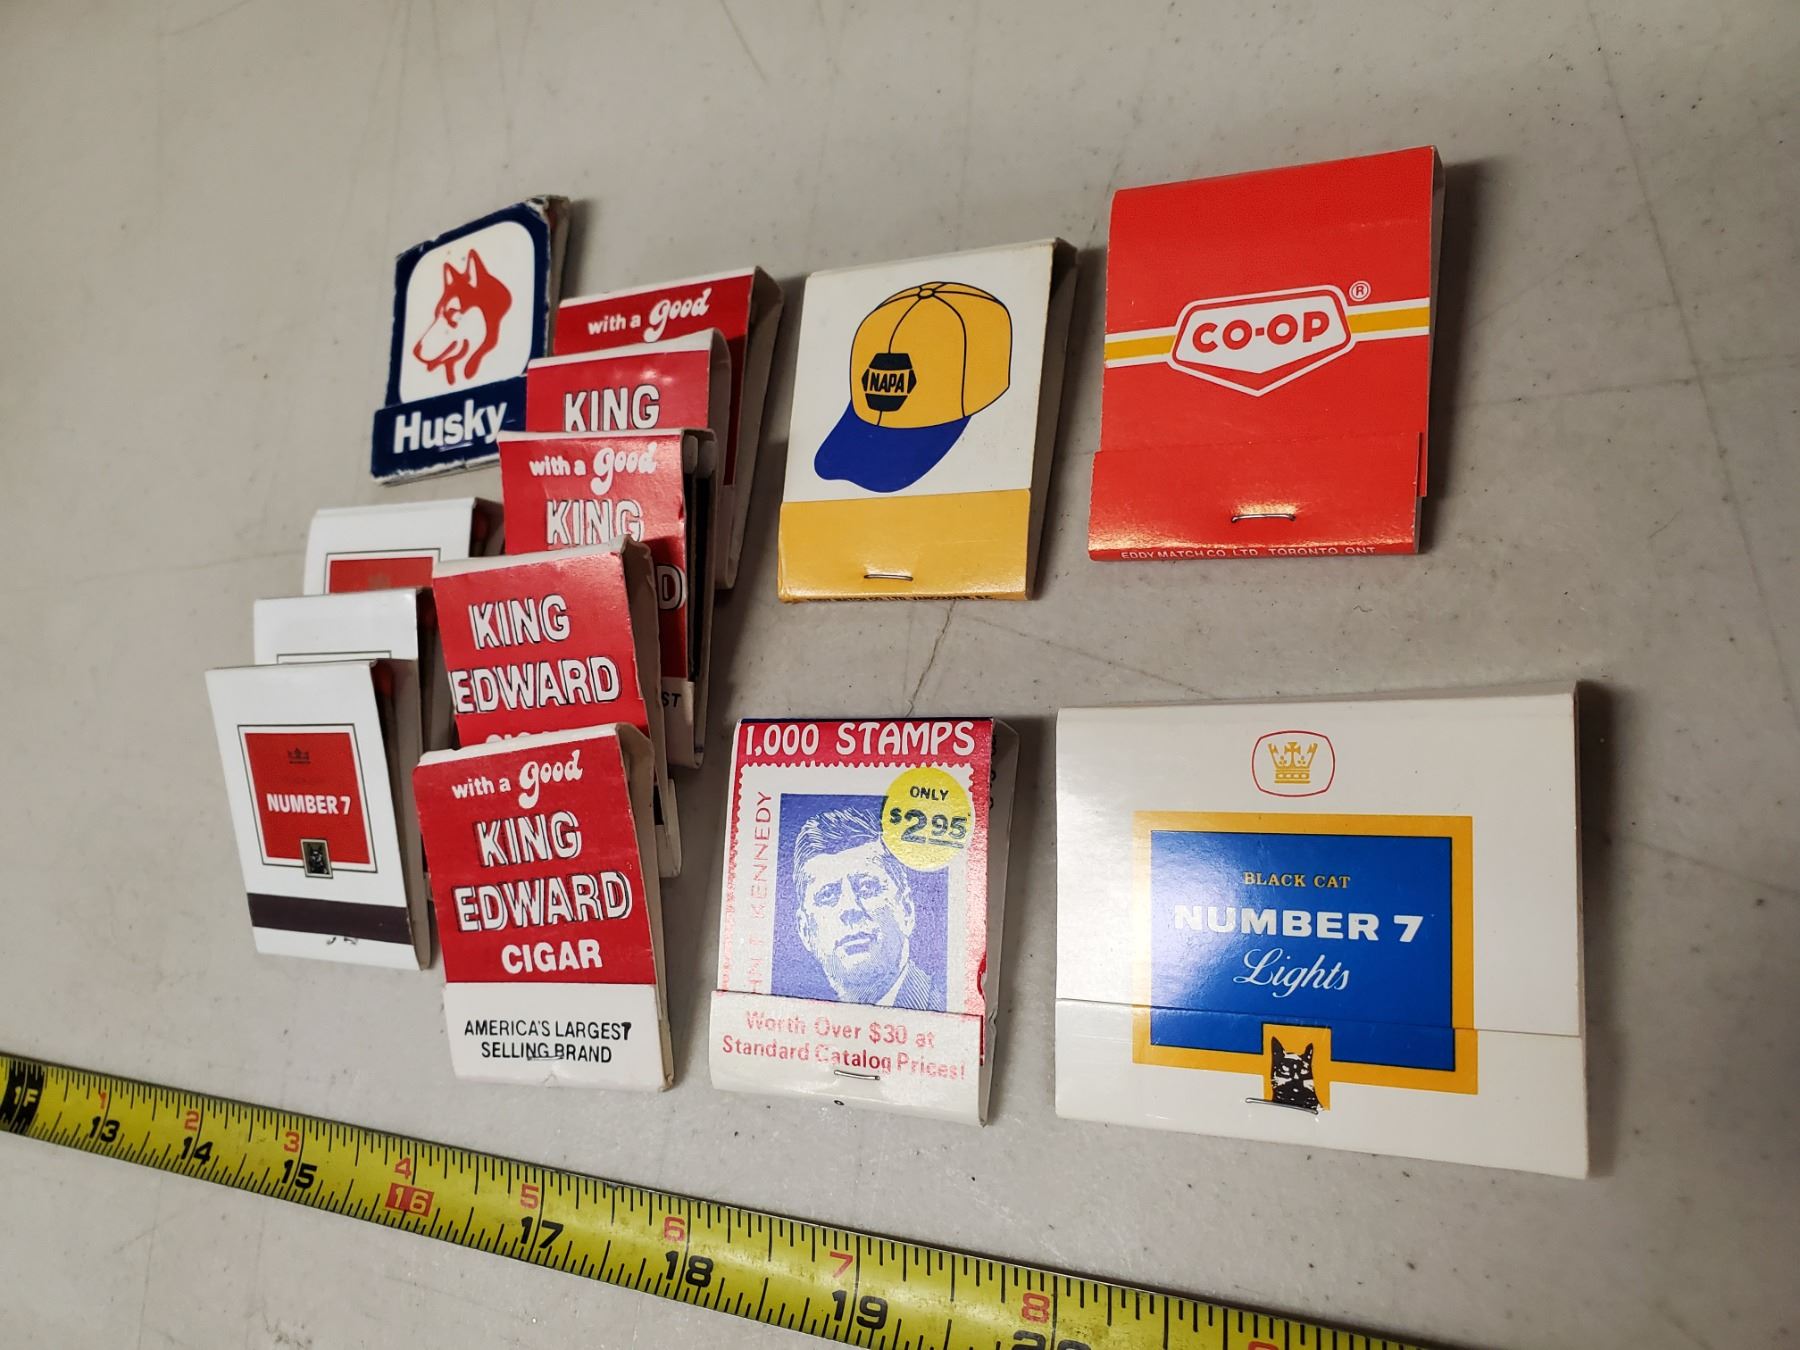 Husky
with a good
KING
with a good
KING
D
ST
KING
EDWARD
with a good
KING
EDWARD
CIGAR
AMERICA'S LARGEST
SELLING BRAND
NUMBER 7
NAPA
CO-OP
®
EDDY MATCH CO. LTD. TORONTO, ONT.
1,000 STAMPS
ONLY
$2.95
KENNEDY
Worth Over $30 at
Standard Catalog Prices!
BLACK CAT
NUMBER 7
Lights
1F 1 2 3 4 5 6 7 8
13 14 15 16 17 18 19 20